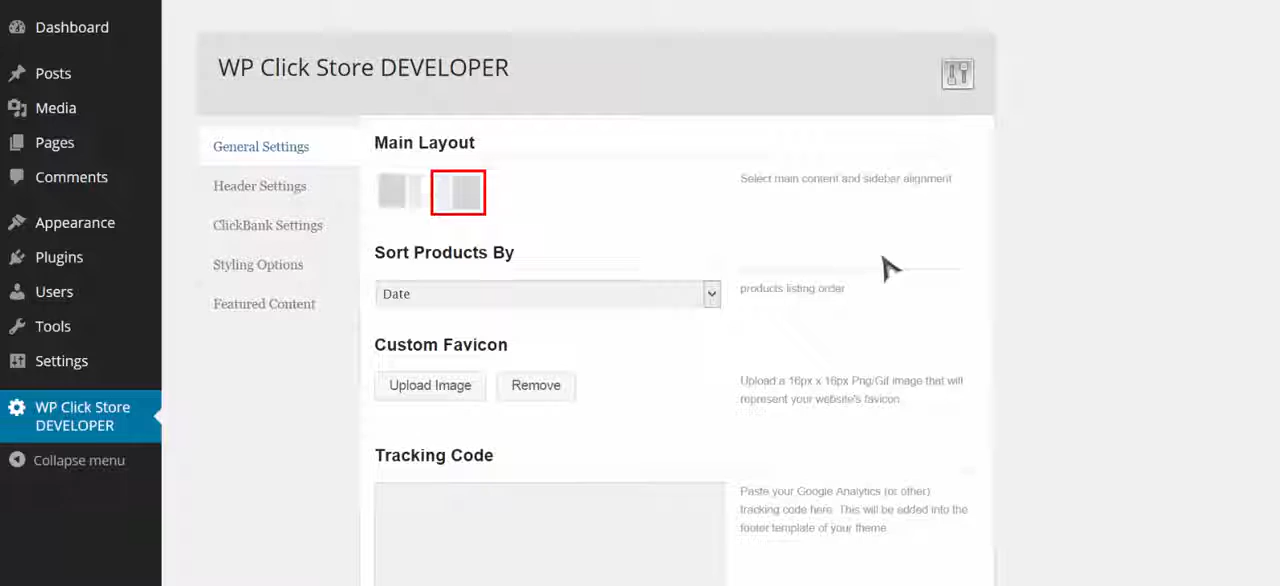 Dashboard
Posts
Media
Pages
Comments
Appearance
Plugins
Users
Tools
Settings
WP Click Store
DEVELOPER
Collapse menu
WP Click Store DEVELOPER
General Settings
Header Settings
ClickBank Settings
Styling Options
Featured Content
Main Layout
Select main content and sidebar alignment
Sort Products By
Date
products listing order
Custom Favicon
Upload Image
Remove
Upload a 16px x 16px Png/Gif image that will
represent your website's favicon
Tracking Code
Paste your Google Analytics (or other)
tracking code here. This will be added into the
footer template of your theme